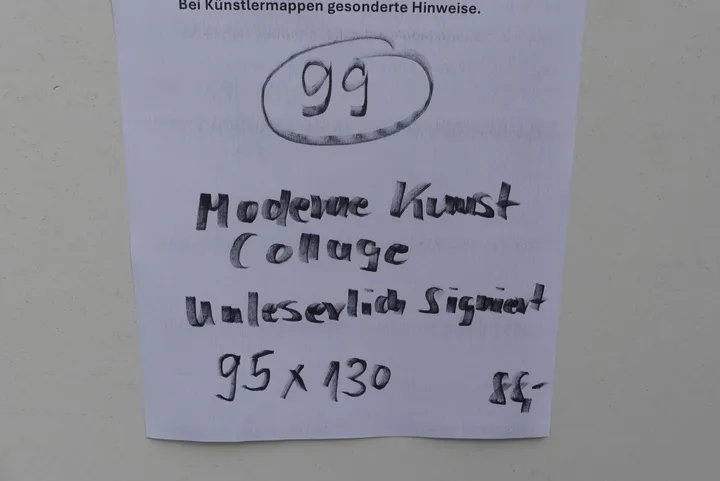 Bei Künstlermappen gesonderte Hinweise.
99
Moderne Kunst
Collage
Unleserlich Signiert
95 x 130